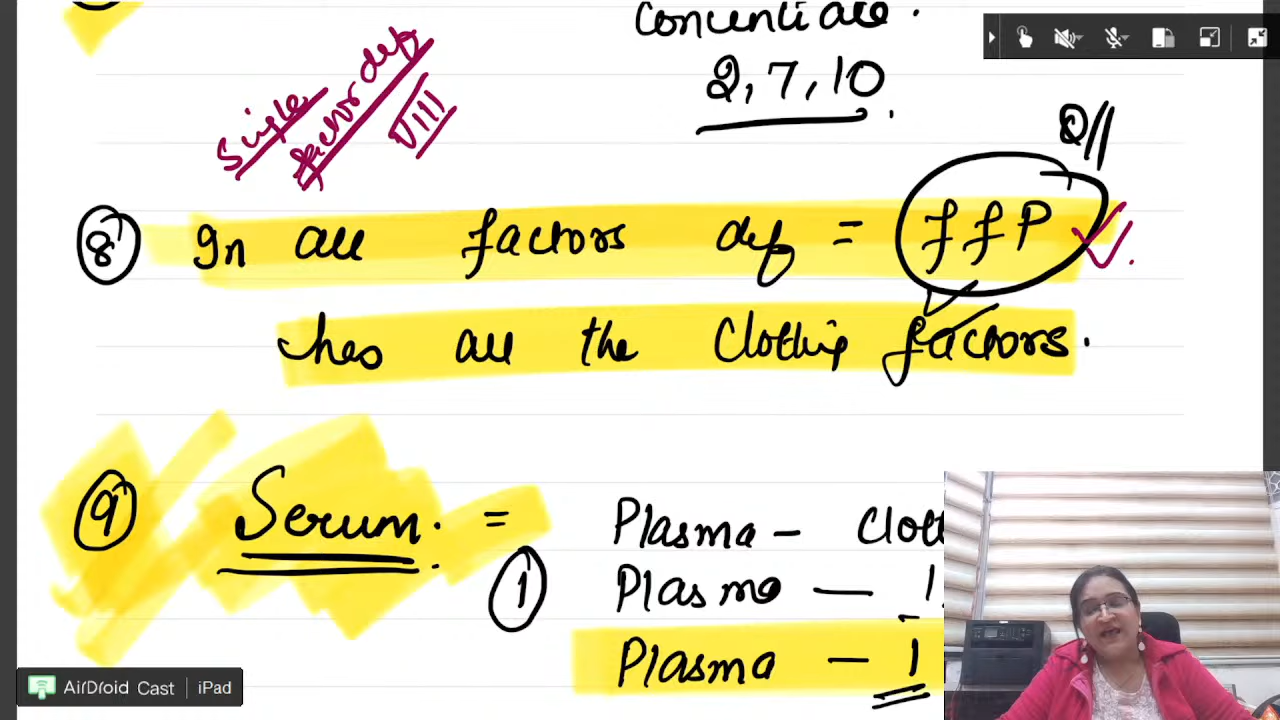 Concentrate.
2, 7, 10
Single
factor def
VIII
Q//
8 In all factors def = ffP
has all the Clotting factors.
9 Serum. =
1
Plasma - Clot
Plasma - 1.
Plasma - 1
AirDroid Cast | iPad